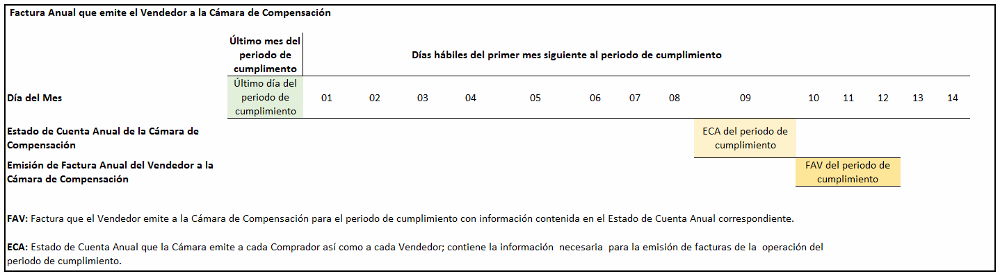 Factura Anual que emite el Vendedor a la Cámara de Compensación
Último mes del
periodo de
cumplimento
Días hábiles del primer mes siguiente al periodo de cumplimiento
Día del Mes
Último día del
periodo de
cumplimiento
01 02 03 04 05 06 07 08 09 10 11 12 13 14
Estado de Cuenta Anual de la Cámara de
Compensación
ECA del periodo de
cumplimiento
Emisión de Factura Anual del Vendedor a la
Cámara de Compensación
FAV del periodo de
cumplimiento
FAV: Factura que el Vendedor emite a la Cámara de Compensación para el periodo de cumplimiento con información contenida en el Estado de Cuenta Anual correspondiente.
ECA: Estado de Cuenta Anual que la Cámara emite a cada Comprador así como a cada Vendedor; contiene la información necesaria para la emisión de facturas de la operación del
periodo de cumplimiento.